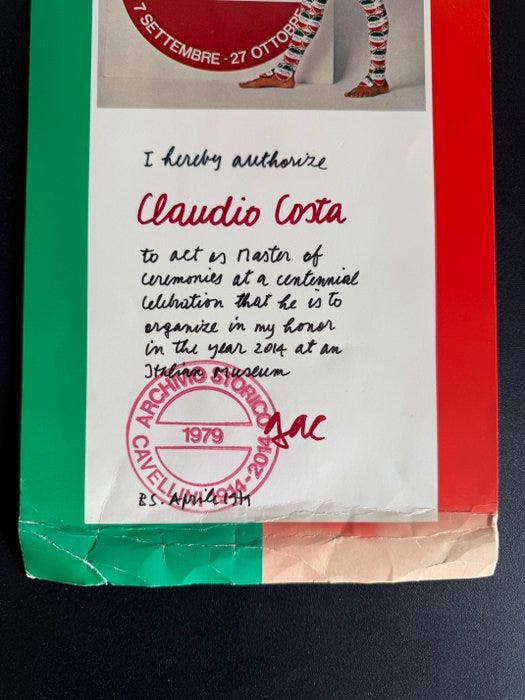 7 SETTEMBRE - 27 OTTOBRE
I hereby authorize
Claudio Costa
to act as Master of
ceremonies at a centennial
celebration that he is to
organize in my honor
in the year 2014 at an
Italian Museum
ARCHIVIO STORICO
1979
CAVELLINI 1914-2014
gac
BS. April 1979